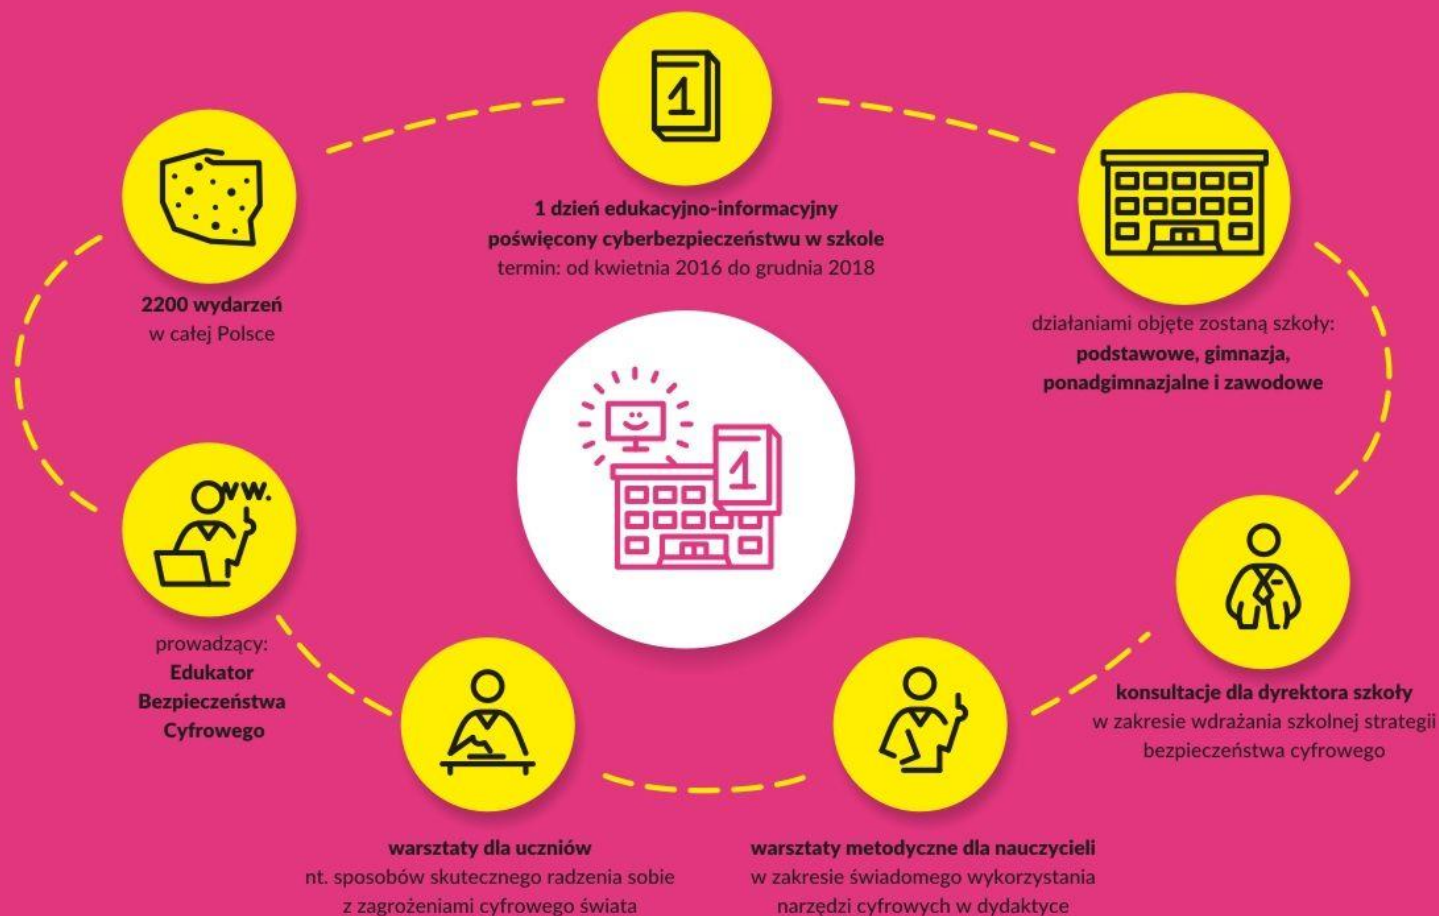 1
1 dzień edukacyjno-informacyjny
poświęcony cyberbezpieczeństwu w szkole
termin: od kwietnia 2016 do grudnia 2018
2200 wydarzeń
w całej Polsce
działaniami objęte zostaną szkoły:
podstawowe, gimnazja,
ponadgimnazjalne i zawodowe
1
vw.
prowadzący:
Edukator
Bezpieczeństwa
Cyfrowego
konsultacje dla dyrektora szkoły
w zakresie wdrażania szkolnej strategii
bezpieczeństwa cyfrowego
warsztaty dla uczniów
nt. sposobów skutecznego radzenia sobie
z zagrożeniami cyfrowego świata
warsztaty metodyczne dla nauczycieli
w zakresie świadomego wykorzystania
narzędzi cyfrowych w dydaktyce